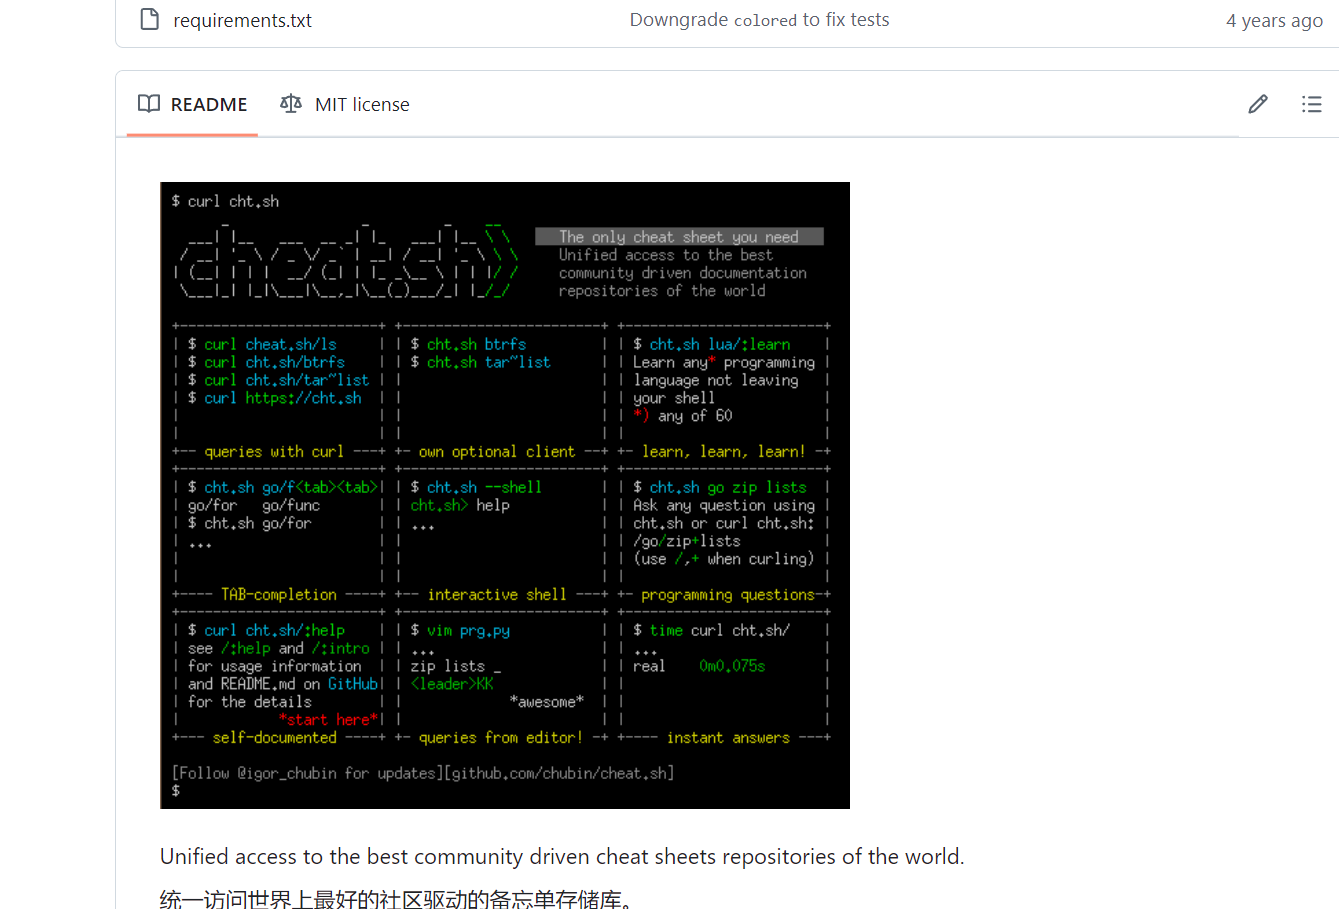 requirements.txt Downgrade colored to fix tests 4 years ago
README MIT license
$ curl cht.sh
cheat.sh
The only cheat sheet you need
Unified access to the best
community driven documentation
repositories of the world
+------------------------+ +------------------------+ +------------------------+
| $ curl cheat.sh/ls | | $ cht.sh btrfs | | $ cht.sh lua/:learn |
| $ curl cht.sh/btrfs | | $ cht.sh tar~list | | Learn any* programming |
| $ curl cht.sh/tar~list | | | | language not leaving |
| $ curl https://cht.sh | | | | your shell |
| | | | | *) any of 60 |
| | | | | |
+-- queries with curl ---+ +- own optional client --+ +- learn, learn, learn! -+
+------------------------+ +------------------------+ +------------------------+
| $ cht.sh go/f<tab><tab>| | $ cht.sh --shell | | $ cht.sh go zip lists |
| go/for go/func | | cht.sh> help | | Ask any question using |
| $ cht.sh go/for | | ... | | cht.sh or curl cht.sh: |
| ... | | | | /go/zip+lists |
| | | | | (use /,+ when curling) |
| | | | | |
+---- TAB-completion ----+ +-- interactive shell ---+ +- programming questions-+
+------------------------+ +------------------------+ +------------------------+
| $ curl cht.sh/:help | | $ vim prg.py | | $ time curl cht.sh/ |
| see /:help and /:intro | | ... | | ... |
| for usage information | | zip lists _ | | real 0m0.075s |
| and README.md on GitHub| | <leader>KK | | |
| for the details | | *awesome* | | |
| *start here*| | | | |
+--- self-documented ----+ +- queries from editor! -+ +---- instant answers ---+
[Follow @igor_chubin for updates][github.com/chubin/cheat.sh]
$
Unified access to the best community driven cheat sheets repositories of the world.
统一访问世界上最好的社区驱动的备忘单存储库。